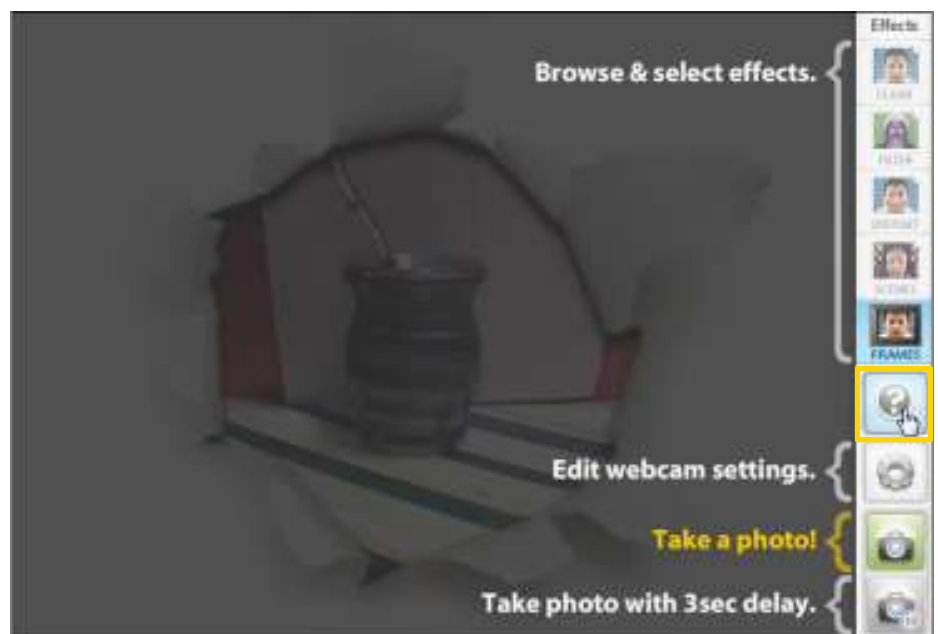 Effects
Browse & select effects.
FRAMES
Edit webcam settings.
Take a photo!
Take photo with 3sec delay.